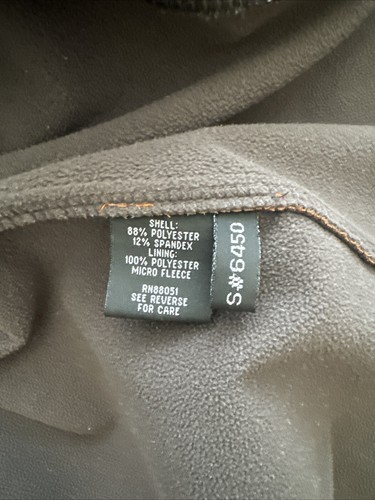 SHELL:
88% POLYESTER
12% SPANDEX
LINING:
100% POLYESTER
MICRO FLEECE
RN88051
SEE REVERSE
FOR CARE
S#6450